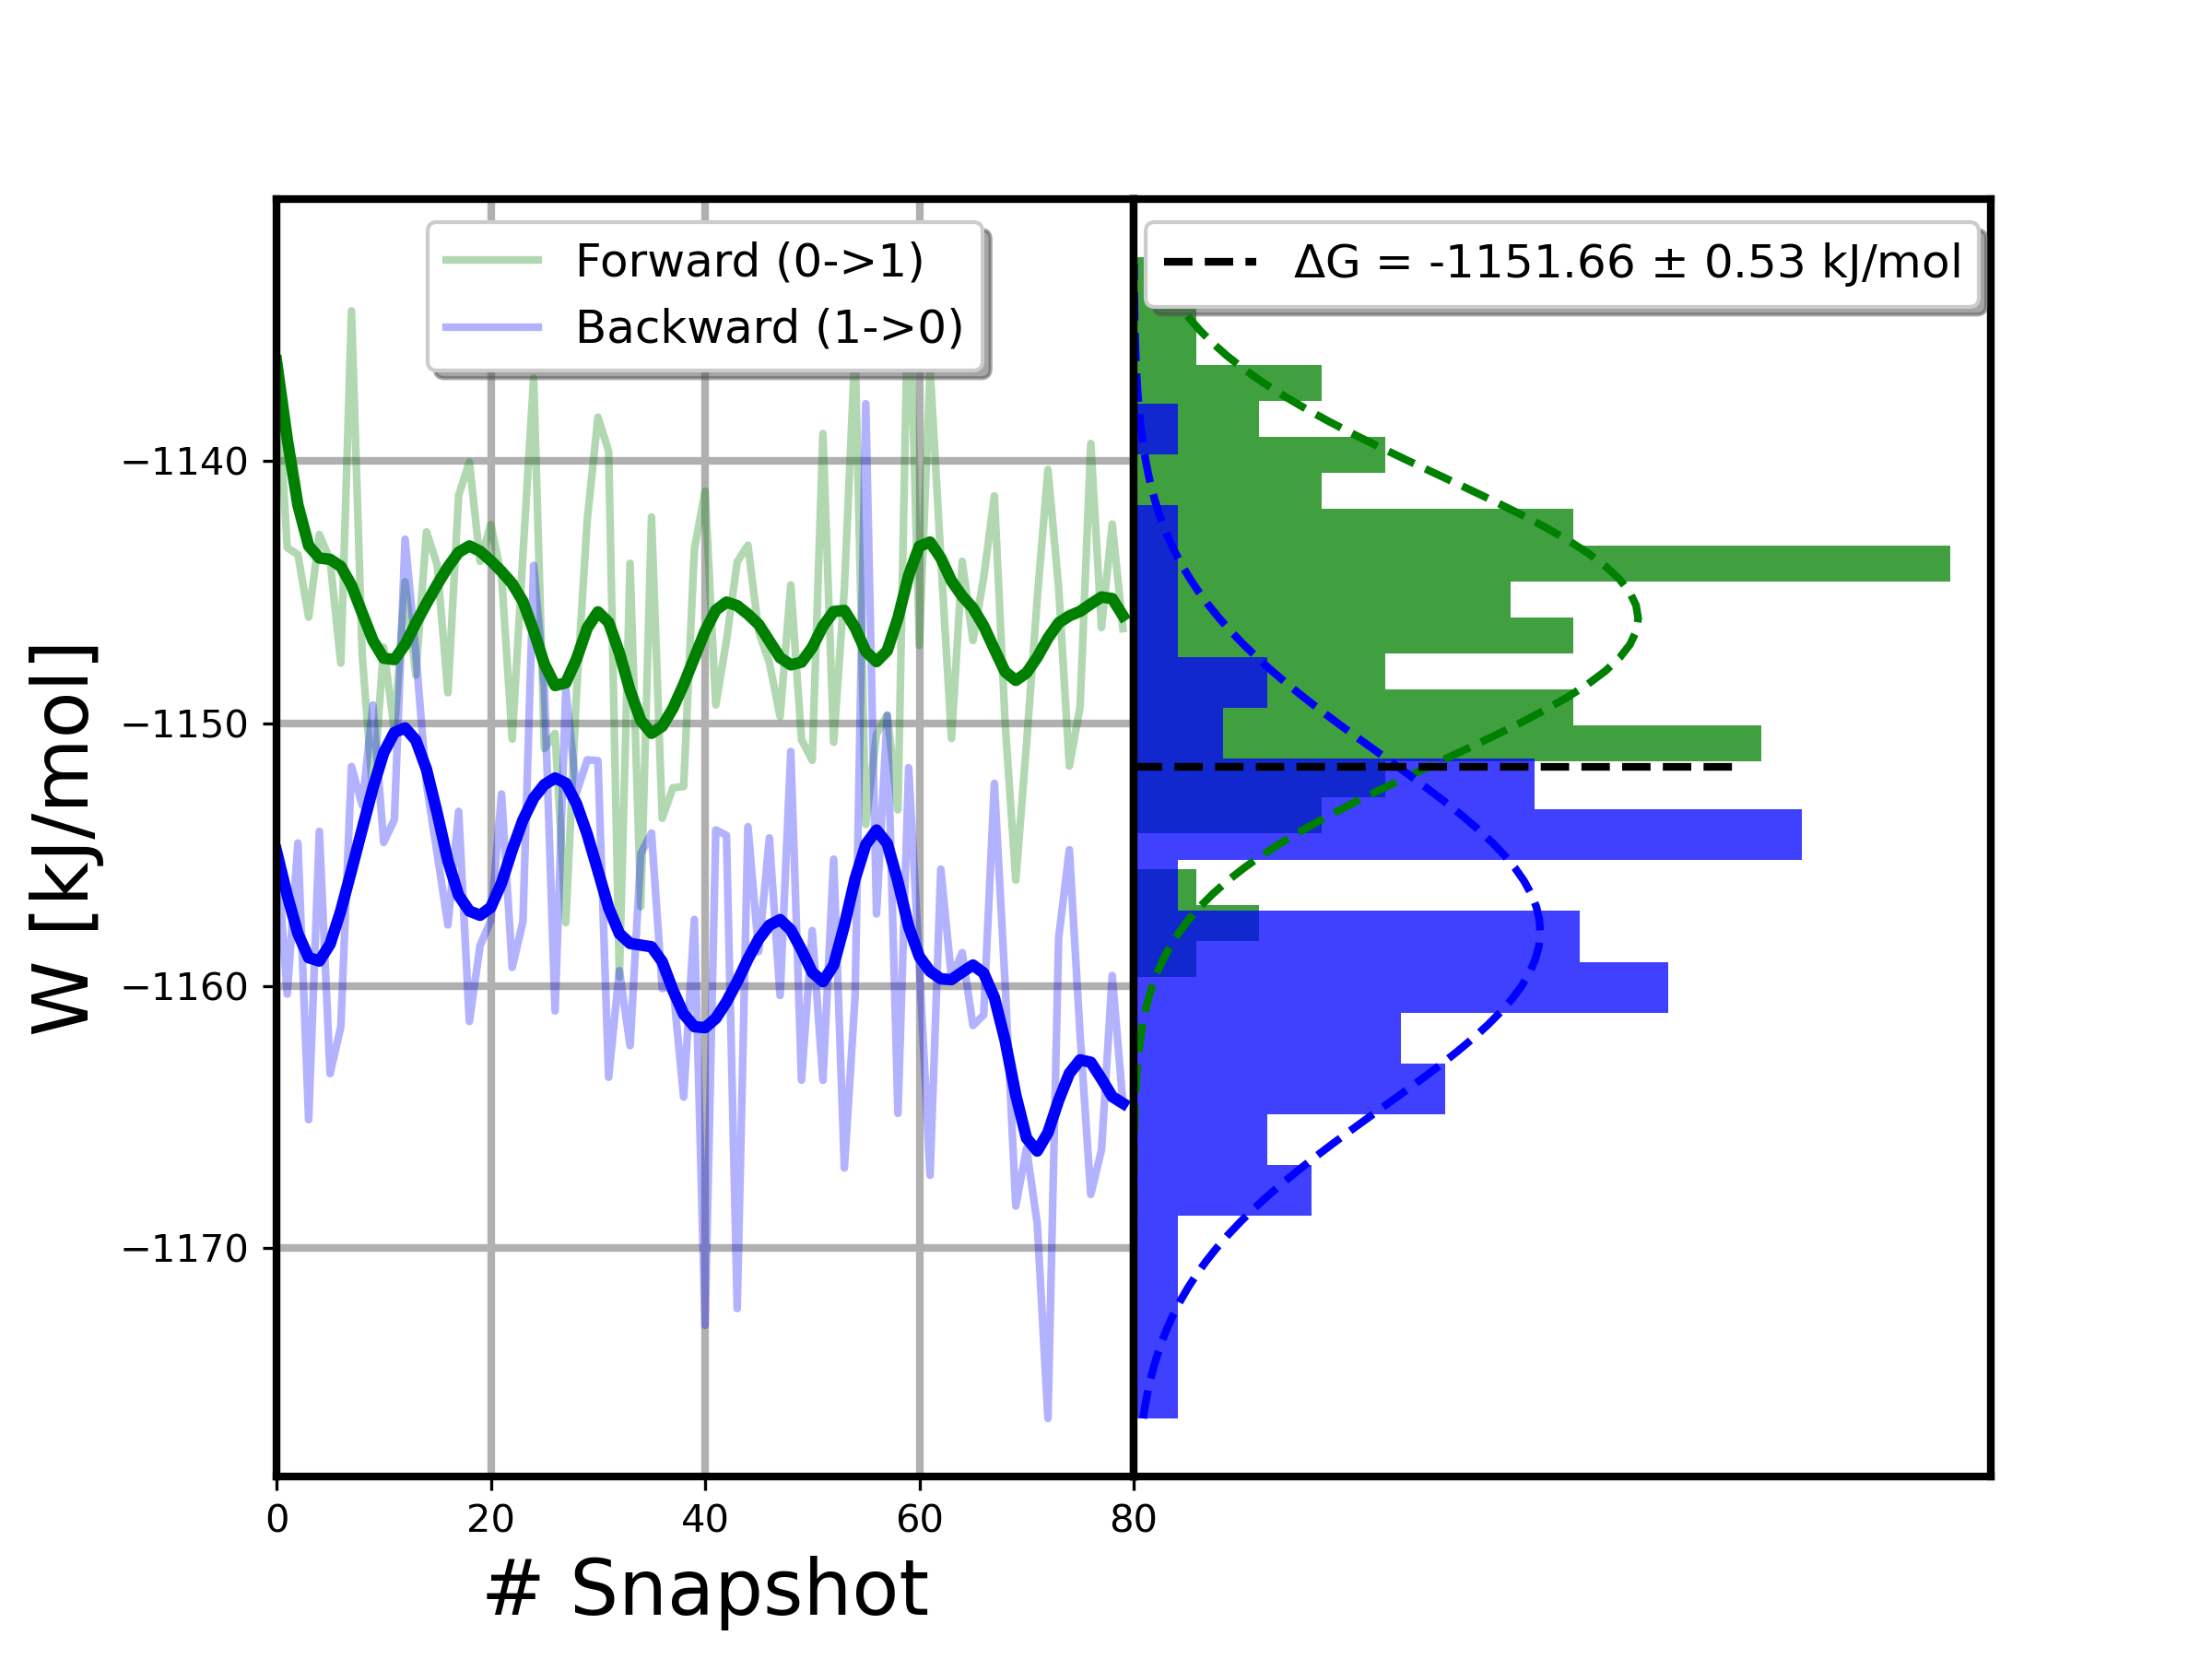 Forward (0->1)
Backward (1->0)
ΔG = -1151.66 ± 0.53 kJ/mol
W [kJ/mol]
−1140
−1150
−1160
−1170
0 20 40 60 80
# Snapshot